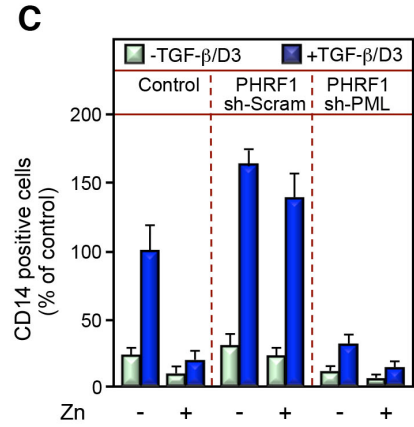 C
-TGF-β/D3 +TGF-β/D3
Control PHRF1 PHRF1
sh-Scram sh-PML
CD14 positive cells
(% of control)
200
150
100
50
0
Zn - + - + - +